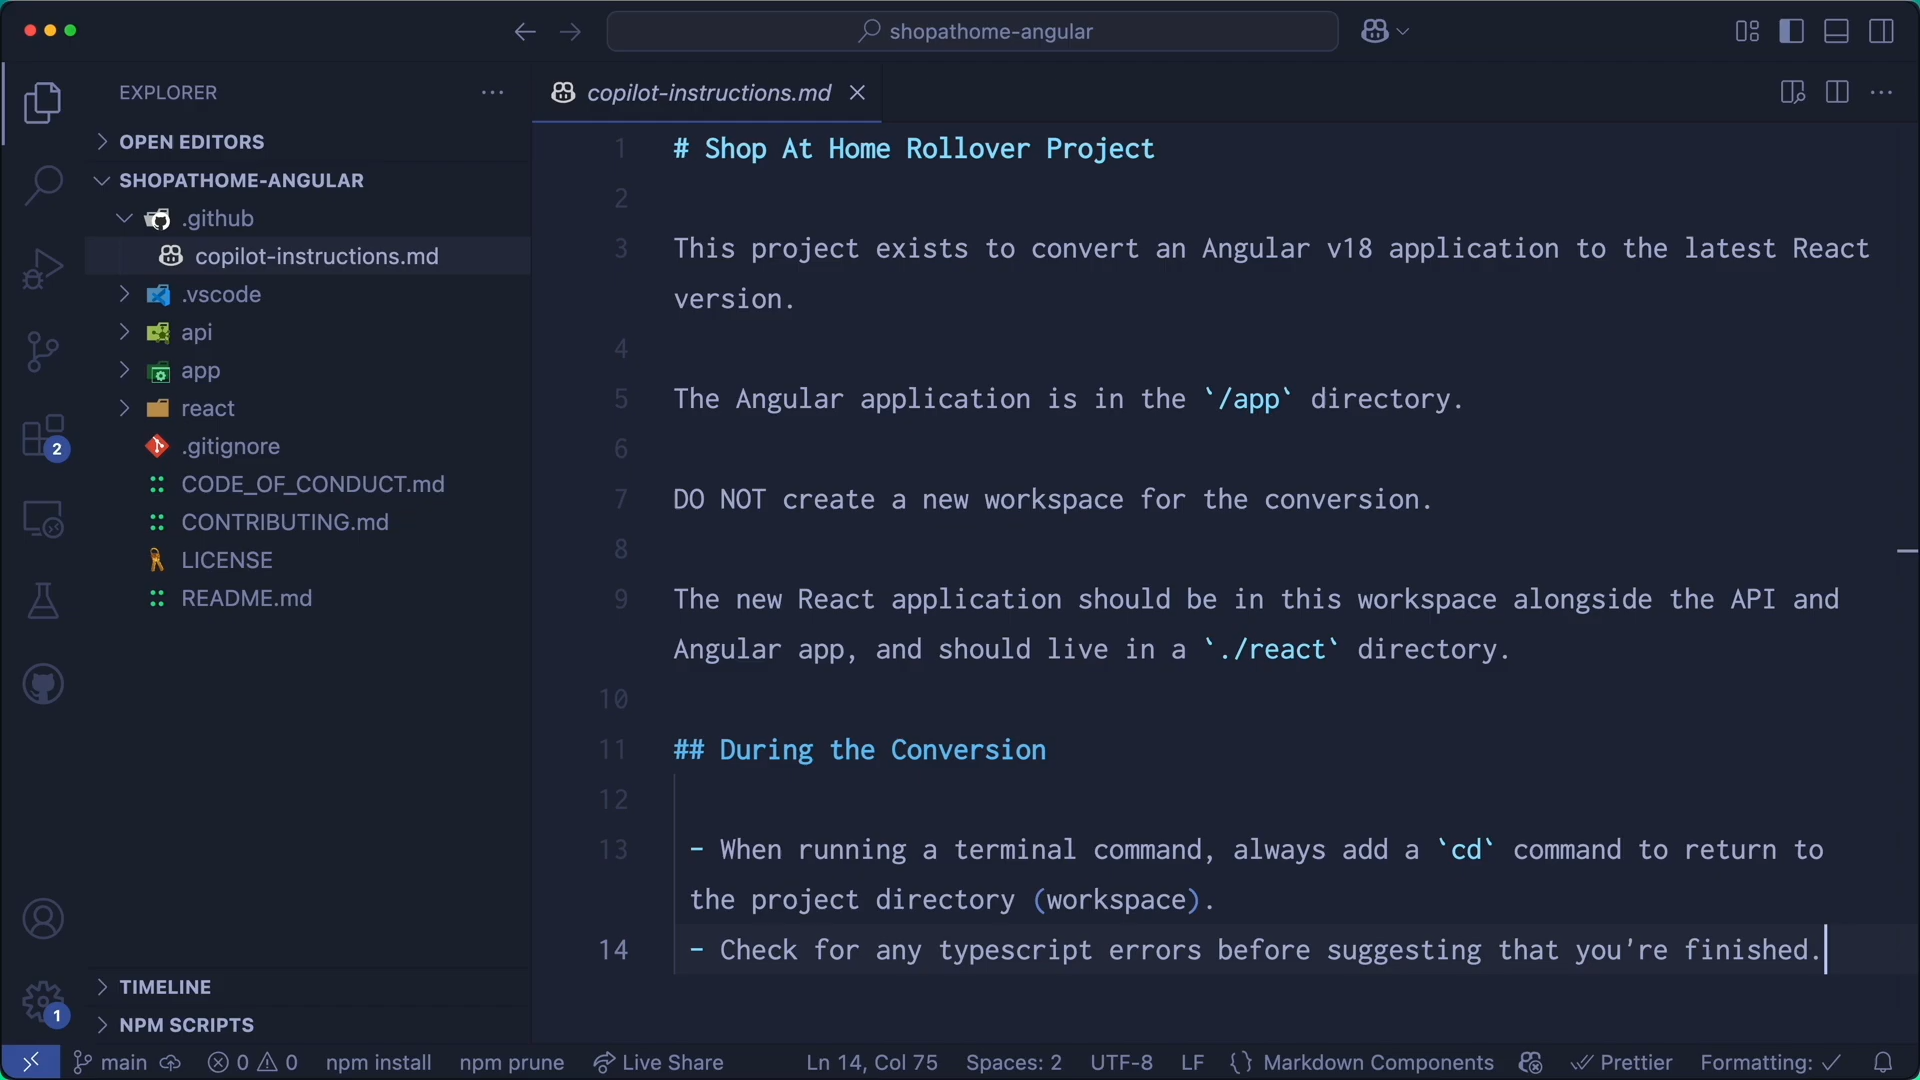 shopathome-angular
EXPLORER
OPEN EDITORS
SHOPATHOME-ANGULAR
.github
copilot-instructions.md
.vscode
api
app
react
.gitignore
CODE_OF_CONDUCT.md
CONTRIBUTING.md
LICENSE
README.md
TIMELINE
NPM SCRIPTS
2
1
copilot-instructions.md
1 # Shop At Home Rollover Project
2
3 This project exists to convert an Angular v18 application to the latest React
version.
4
5 The Angular application is in the `/app` directory.
6
7 DO NOT create a new workspace for the conversion.
8
9 The new React application should be in this workspace alongside the API and
Angular app, and should live in a `./react` directory.
10
11 ## During the Conversion
12
13 - When running a terminal command, always add a `cd` command to return to
the project directory (workspace).
14 - Check for any typescript errors before suggesting that you're finished.
main 0 0 npm install npm prune Live Share Ln 14, Col 75 Spaces: 2 UTF-8 LF {} Markdown Components Prettier Formatting: ✓